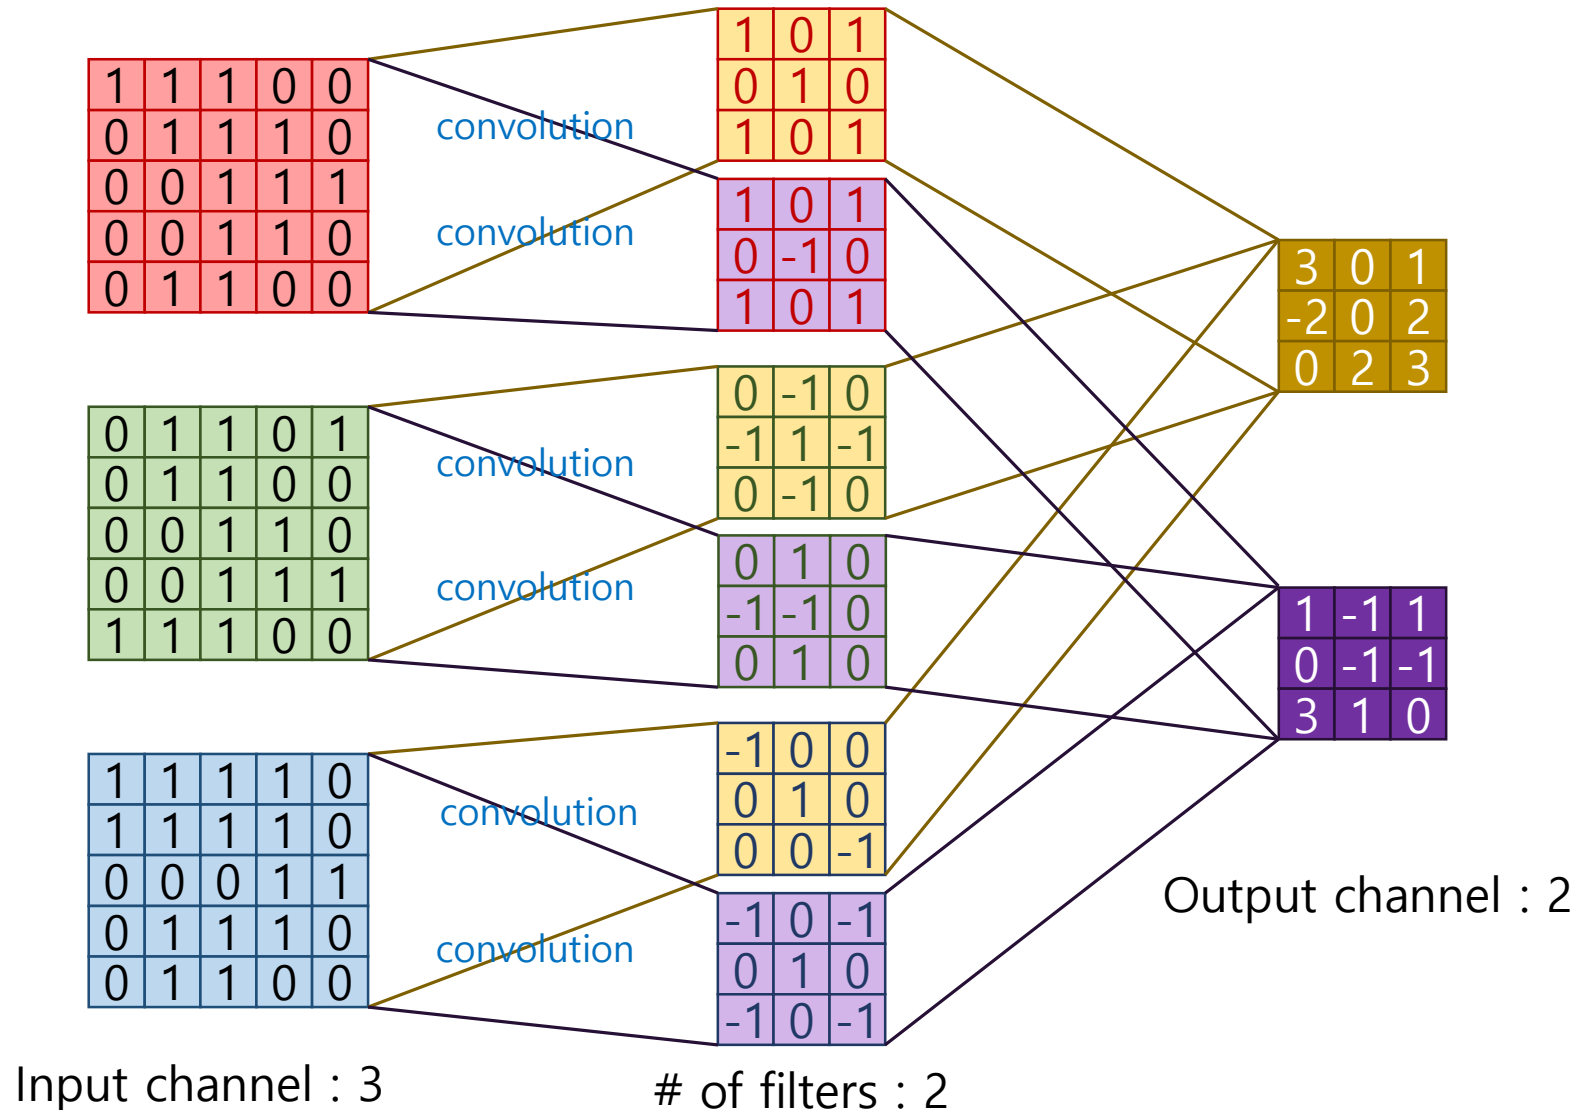 1 1 1 0 0
0 1 1 1 0
0 0 1 1 1
0 0 1 1 0
0 1 1 0 0
convolution
convolution
1 0 1
0 1 0
1 0 1
1 0 1
0 -1 0
1 0 1
0 1 1 0 1
0 1 1 0 0
0 0 1 1 0
0 0 1 1 1
1 1 1 0 0
convolution
convolution
0 -1 0
-1 1 -1
0 -1 0
0 1 0
-1 -1 0
0 1 0
1 1 1 1 0
1 1 1 1 0
0 0 0 1 1
0 1 1 1 0
0 1 1 0 0
convolution
convolution
-1 0 0
0 1 0
0 0 -1
-1 0 -1
0 1 0
-1 0 -1
3 0 1
-2 0 2
0 2 3
1 -1 1
0 -1 -1
3 1 0
Output channel : 2
Input channel : 3
# of filters : 2